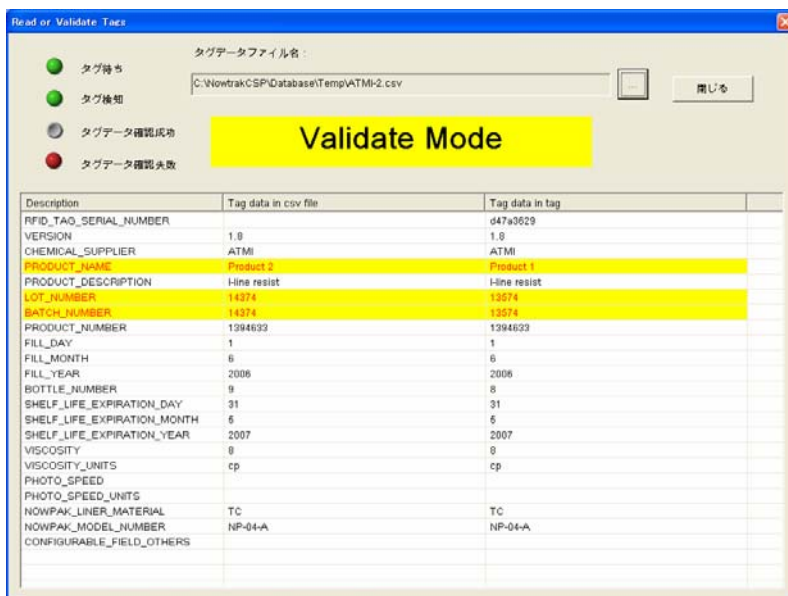 Read or Validate Tags
タグ待ち
タグ検知
タグデータ確認成功
タグデータ確認失敗
タグデータファイル名 :
C:\NowtrakCSP\Database\Temp\ATMI-2.csv
...
閉じる
Validate Mode
Description Tag data in csv file Tag data in tag
RFID_TAG_SERIAL_NUMBER d47a3629
VERSION 1.8 1.8
CHEMICAL_SUPPLIER ATMI ATMI
PRODUCT_NAME Product 2 Product 1
PRODUCT_DESCRIPTION I-line resist I-line resist
LOT_NUMBER 14374 13574
BATCH_NUMBER 14374 13574
PRODUCT_NUMBER 1394633 1394633
FILL_DAY 1 1
FILL_MONTH 6 6
FILL_YEAR 2006 2006
BOTTLE_NUMBER 9 8
SHELF_LIFE_EXPIRATION_DAY 31 31
SHELF_LIFE_EXPIRATION_MONTH 5 5
SHELF_LIFE_EXPIRATION_YEAR 2007 2007
VISCOSITY 8 8
VISCOSITY_UNITS cp cp
PHOTO_SPEED
PHOTO_SPEED_UNITS
NOWPAK_LINER_MATERIAL TC TC
NOWPAK_MODEL_NUMBER NP-04-A NP-04-A
CONFIGURABLE_FIELD_OTHERS